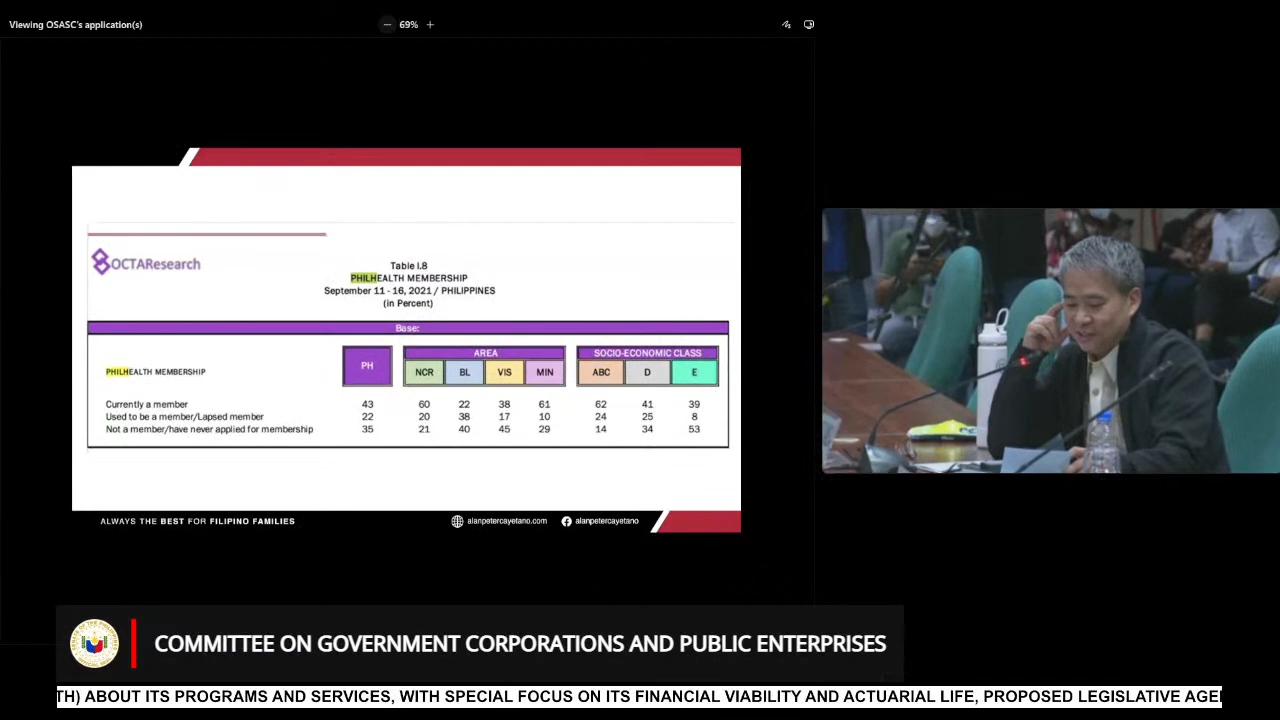 Viewing OSASC's application(s)
69%
OCTAResearch
Table I.8
PHILHEALTH MEMBERSHIP
September 11 - 16, 2021 / PHILIPPINES
(in Percent)
Base:
AREA SOCIO-ECONOMIC CLASS
PHILHEALTH MEMBERSHIP PH NCR BL VIS MIN ABC D E
Currently a member 43 60 22 38 61 62 41 39
Used to be a member/Lapsed member 22 20 38 17 10 24 25 8
Not a member/have never applied for membership 35 21 40 45 29 14 34 53
ALWAYS THE BEST FOR FILIPINO FAMILIES alanpetercayetano.com alanpetercayetano
COMMITTEE ON GOVERNMENT CORPORATIONS AND PUBLIC ENTERPRISES
TH) ABOUT ITS PROGRAMS AND SERVICES, WITH SPECIAL FOCUS ON ITS FINANCIAL VIABILITY AND ACTUARIAL LIFE, PROPOSED LEGISLATIVE AGE